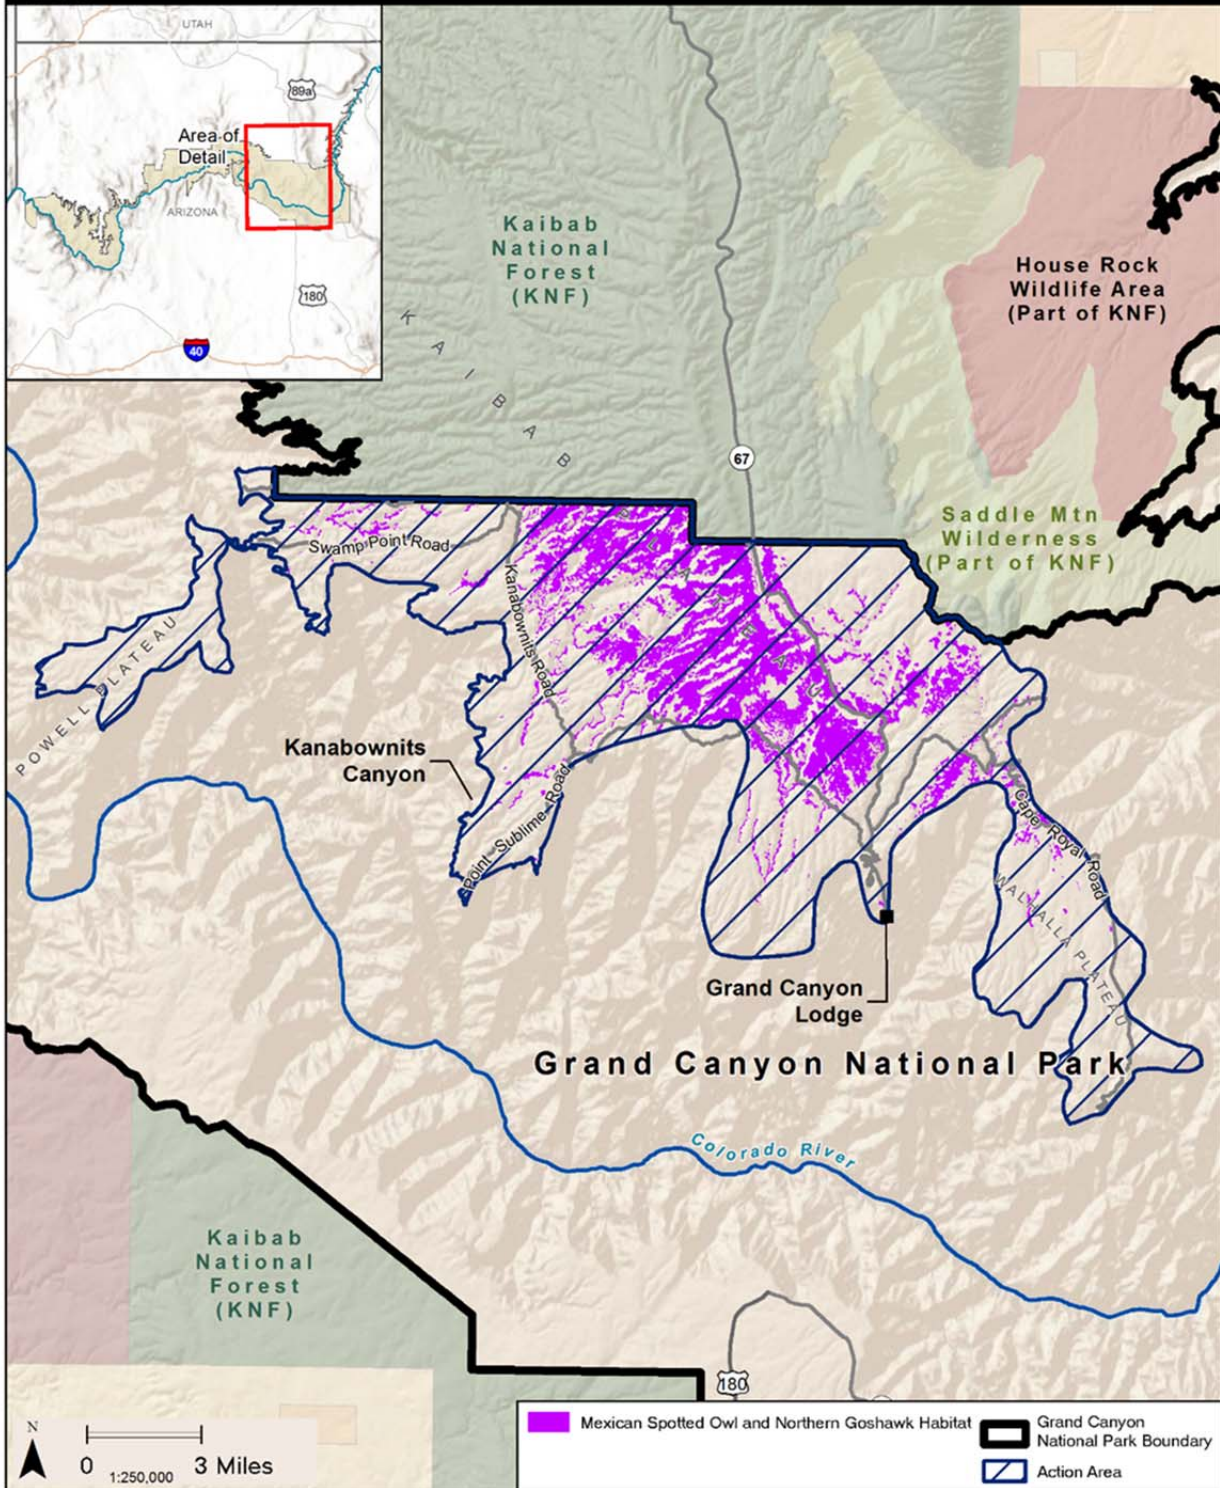 UTAH
89a
Area of
Detail
ARIZONA
180
40
Kaibab
National
Forest
(KNF)
House Rock
Wildlife Area
(Part of KNF)
KAIBAB
PLATEAU
67
Saddle Mtn
Wilderness
(Part of KNF)
Swamp Point Road
Kanabownits Road
POWELL PLATEAU
Kanabownits
Canyon
Point Sublime Road
Cape Royal Road
WALHALLA PLATEAU
Grand Canyon
Lodge
Grand Canyon National Park
Colorado River
Kaibab
National
Forest
(KNF)
180
N
0 3 Miles
1:250,000
Mexican Spotted Owl and Northern Goshawk Habitat
Grand Canyon
National Park Boundary
Action Area